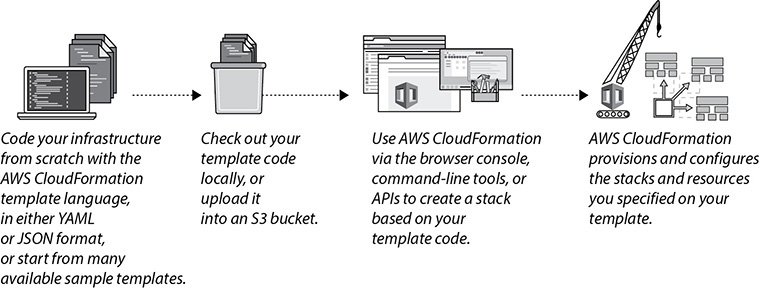 Code your infrastructure
from scratch with the
AWS CloudFormation
template language,
in either YAML
or JSON format,
or start from many
available sample templates.
Check out your
template code
locally, or
upload it
into an S3 bucket.
Use AWS CloudFormation
via the browser console,
command-line tools, or
APIs to create a stack
based on your
template code.
AWS CloudFormation
provisions and configures
the stacks and resources
you specified on your
template.